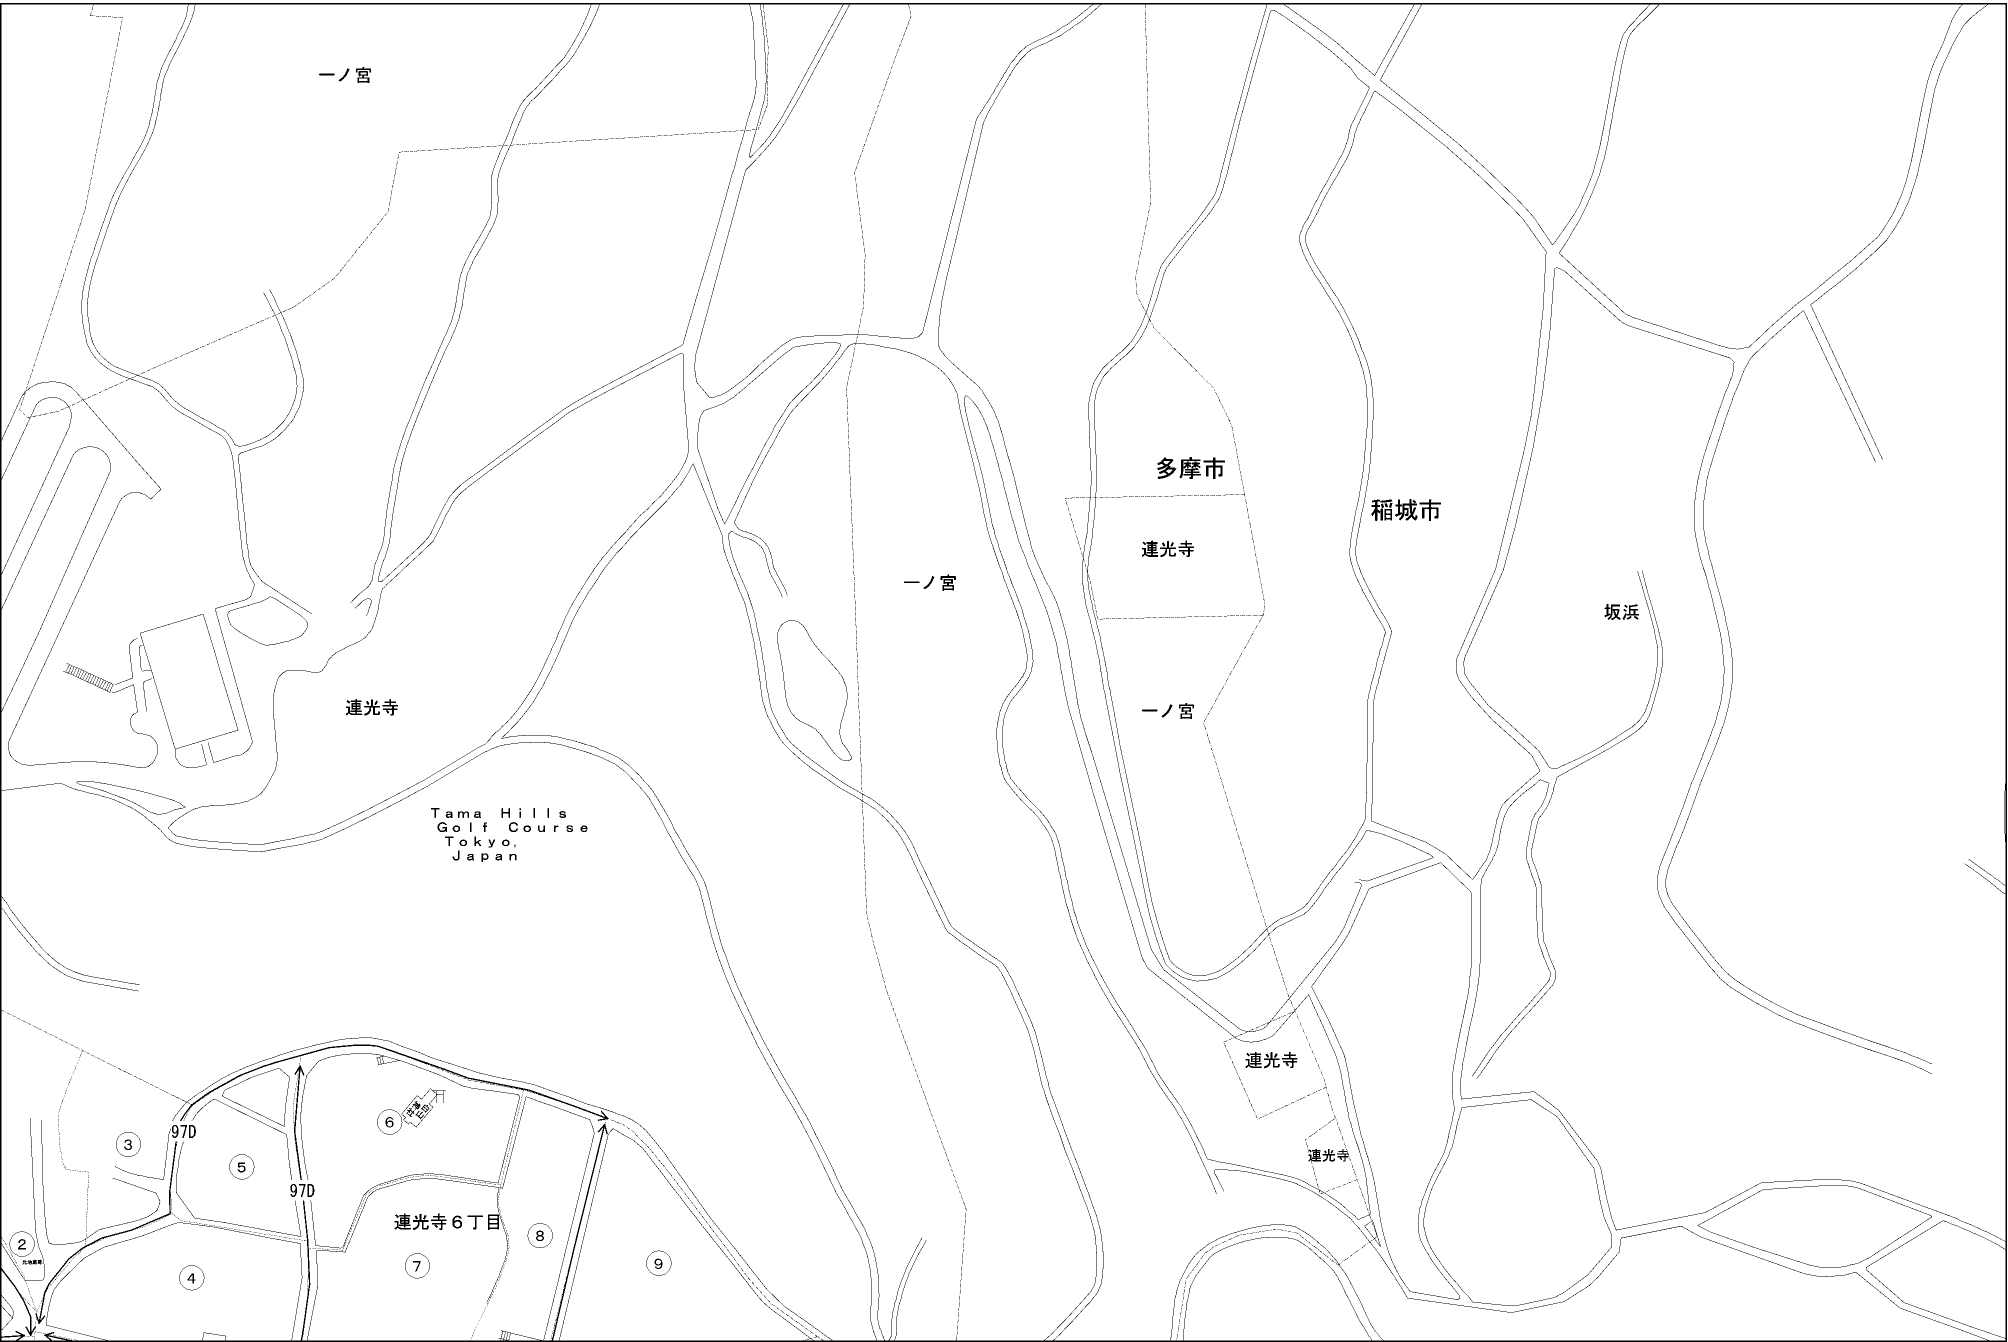 一ノ宮
多摩市
稲城市
連光寺
一ノ宮
坂浜
連光寺
一ノ宮
Tama Hills
Golf Course
Tokyo,
Japan
連光寺
連光寺
97D
3
5
6
97D
連光寺６丁目
2
4
7
8
9